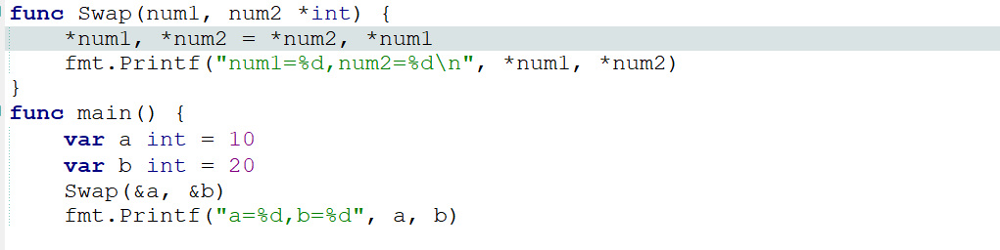 func Swap(num1, num2 *int) {
    *num1, *num2 = *num2, *num1
    fmt.Printf("num1=%d,num2=%d\n", *num1, *num2)
}
func main() {
    var a int = 10
    var b int = 20
    Swap(&a, &b)
    fmt.Printf("a=%d,b=%d", a, b)